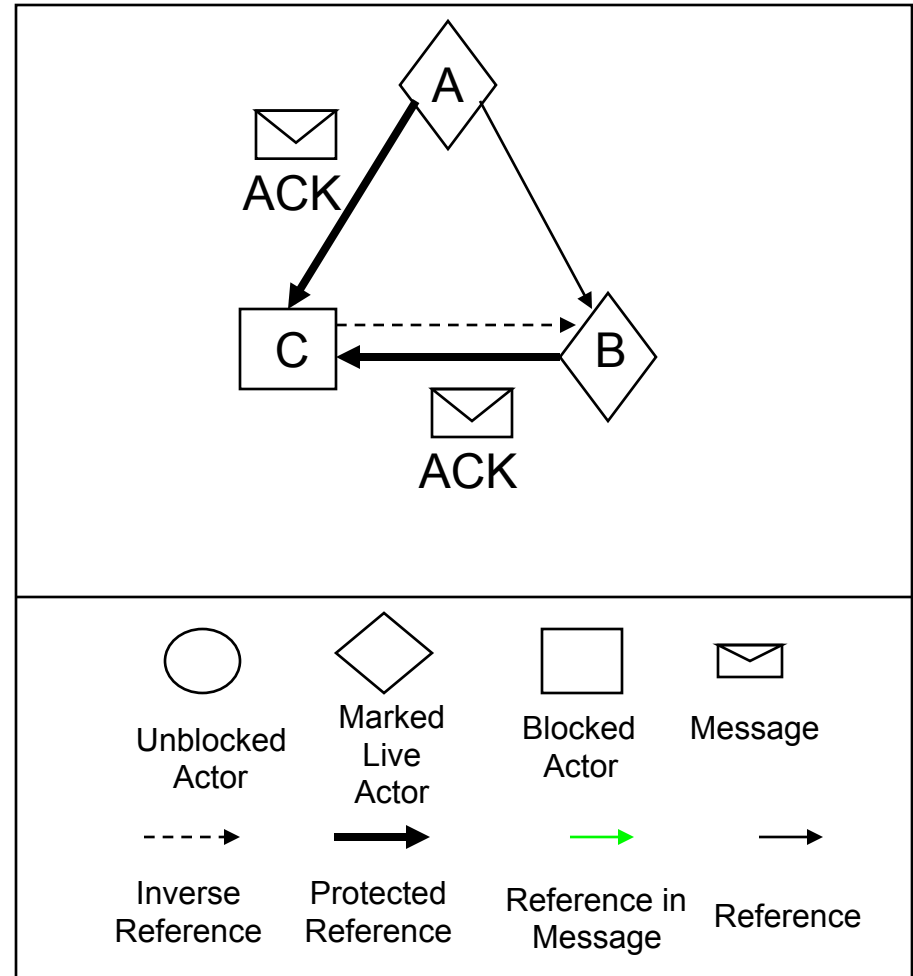 A
ACK
C
B
ACK
Unblocked
Actor
Marked
Live
Actor
Blocked
Actor
Message
Inverse
Reference
Protected
Reference
Reference in
Message
Reference